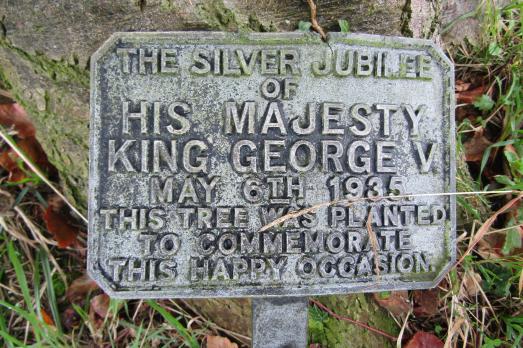 THE SILVER JUBILEE
OF
HIS MAJESTY
KING GEORGE V
MAY 6TH. 1935.
THIS TREE WAS PLANTED
TO COMMEMORATE
THIS HAPPY OCCASION.